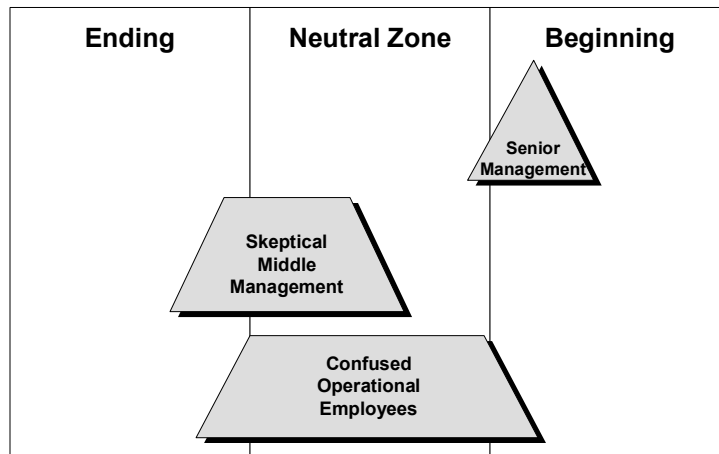 Ending
Neutral Zone
Beginning
Senior
Management
Skeptical
Middle
Management
Confused
Operational
Employees